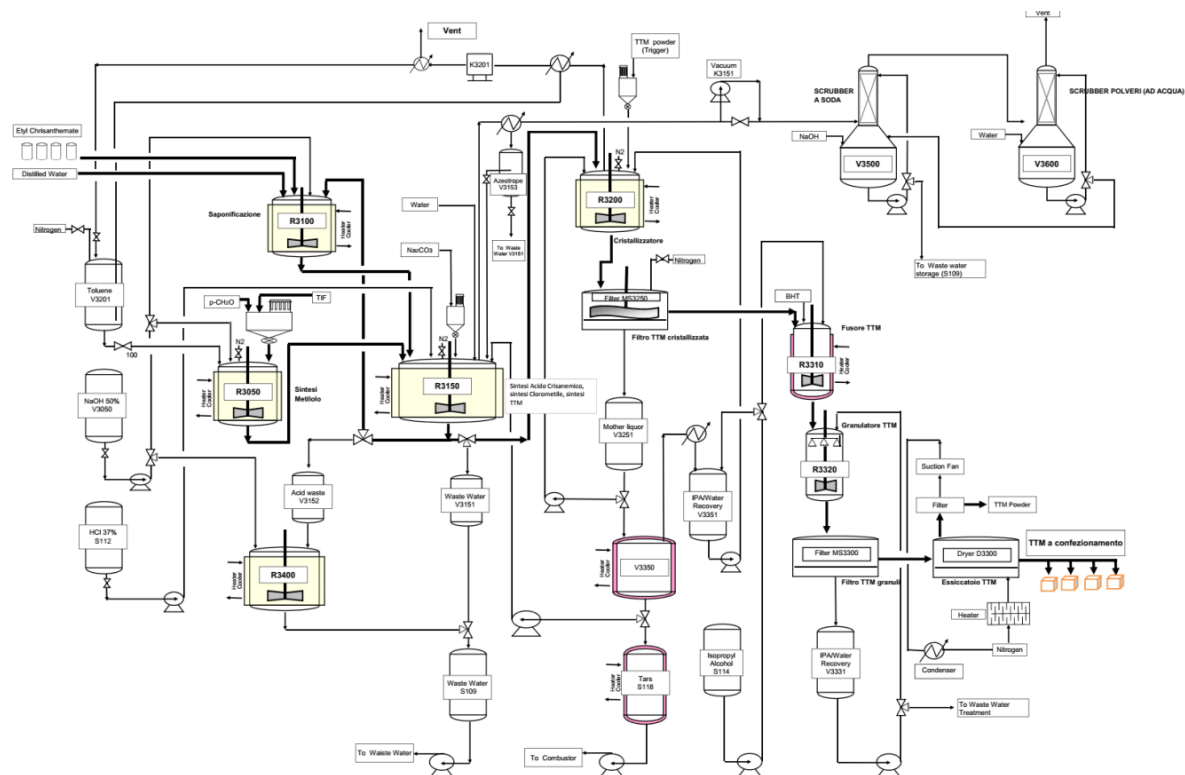 Vent
Vent
K3201
TTM powder
(Trigger)
Vacuum
K3151
SCRUBBER
A SODA
SCRUBBER POLVERI (AD ACQUA)
NaOH
Water
V3500
V3600
Etyl Chrisanthemate
Distilled Water
N2
Azeotrope
V3153
R3200
Heater
Cooler
Saponificazione
R3100
Heater
Cooler
Water
Cristallizzatore
To Waste
Water V3151
Nitrogen
Na2CO3
Nitrogen
To Waste water
storage (S109)
Toluene
V3201
p-CH2O
TIF
Filter MS3250
BHT
Filtro TTM cristallizzata
Fusore TTM
100
N2
N2
R3310
Heater
Cooler
R3050
Heater
Cooler
Sintesi
Metilolo
R3150
Heater
Cooler
Sintesi Acido Crisanemico,
sintesi Clorometile, sintesi
TTM
NaOH 50%
V3050
Mother liquor
V3251
Granulatore TTM
R3320
Suction Fan
Acid waste
V3152
Waste Water
V3151
IPA/Water
Recovery
V3351
Filter
TTM Powder
HCl 37%
S112
R3400
Heater
Cooler
V3350
Heater
Cooler
Filter MS3300
Dryer D3300
TTM a confezionamento
Filtro TTM granuli
Essiccatoio TTM
Heater
Nitrogen
Condenser
Waste Water
S109
Tars
S118
Heater
Cooler
Isopropyl
Alcohol
S114
IPA/Water
Recovery
V3331
To Waste Water
Treatment
To Waiste Water
To Combustor